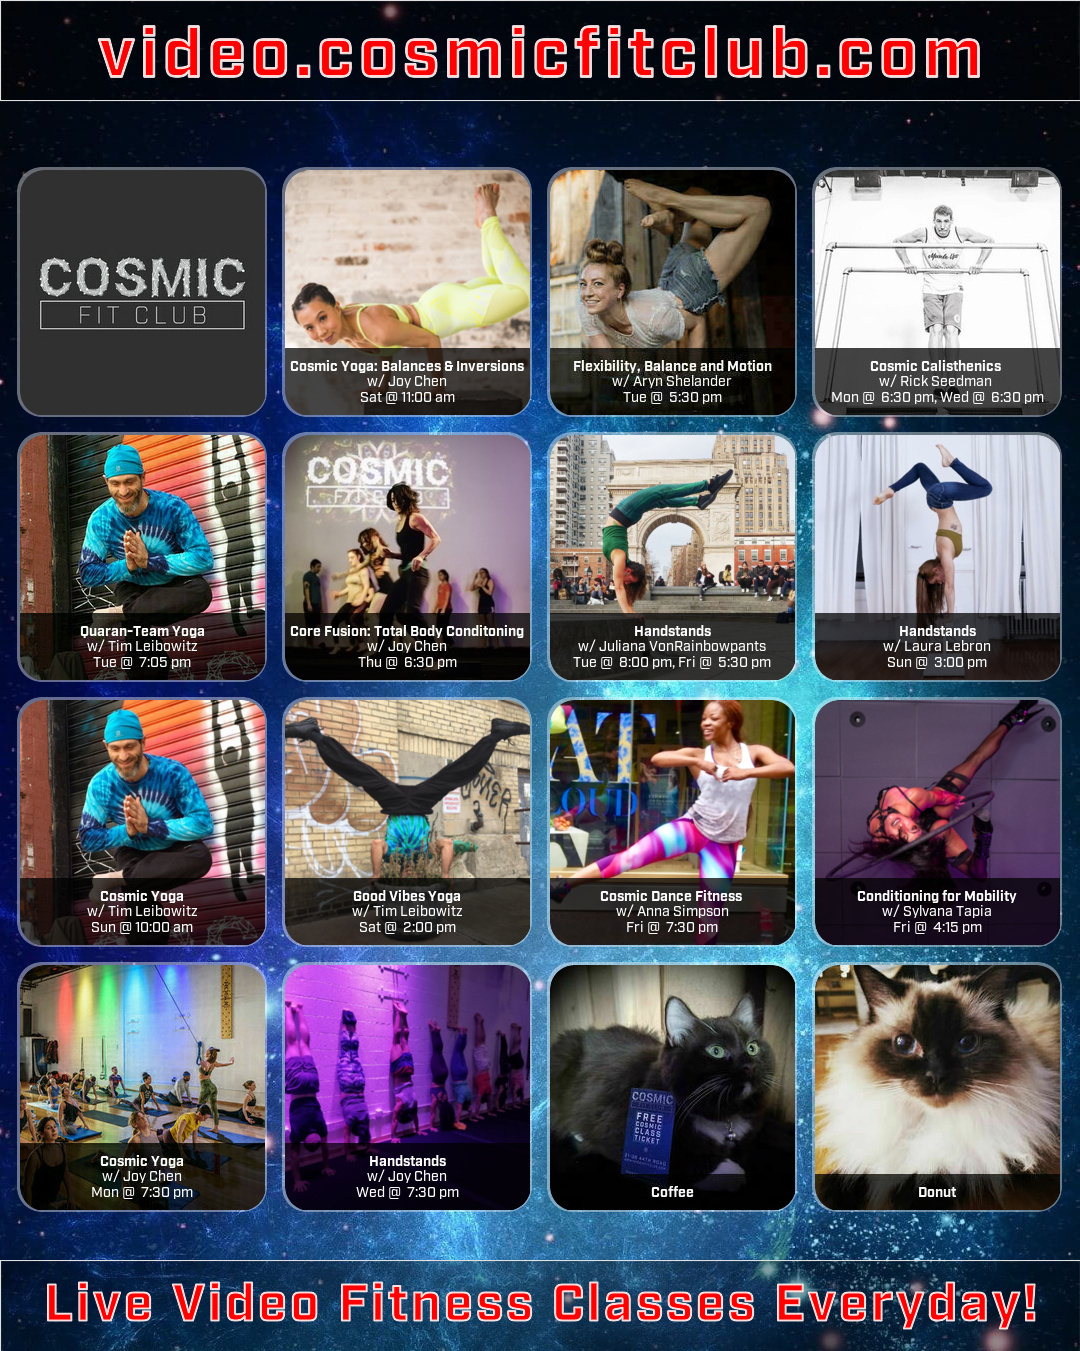 video.cosmicfitclub.com
COSMIC
FIT CLUB
Cosmic Yoga: Balances & Inversions
w/ Joy Chen
Sat @ 11:00 am
Flexibility, Balance and Motion
w/ Aryn Shelander
Tue @ 5:30 pm
Cosmic Calisthenics
w/ Rick Seedman
Mon @ 6:30 pm, Wed @ 6:30 pm
Quaran-Team Yoga
w/ Tim Leibowitz
Tue @ 7:05 pm
COSMIC
FIT CLUB
Core Fusion: Total Body Conditoning
w/ Joy Chen
Thu @ 6:30 pm
Handstands
w/ Juliana VonRainbowpants
Tue @ 8:00 pm, Fri @ 5:30 pm
Handstands
w/ Laura Lebron
Sun @ 3:00 pm
Cosmic Yoga
w/ Tim Leibowitz
Sun @ 10:00 am
Good Vibes Yoga
w/ Tim Leibowitz
Sat @ 2:00 pm
AT
OUD
Cosmic Dance Fitness
w/ Anna Simpson
Fri @ 7:30 pm
Conditioning for Mobility
w/ Sylvana Tapia
Fri @ 4:15 pm
Cosmic Yoga
w/ Joy Chen
Mon @ 7:30 pm
Handstands
w/ Joy Chen
Wed @ 7:30 pm
COSMIC
FREE
COSMIC
CLASS
TICKET
Coffee
Donut
Live Video Fitness Classes Everyday!